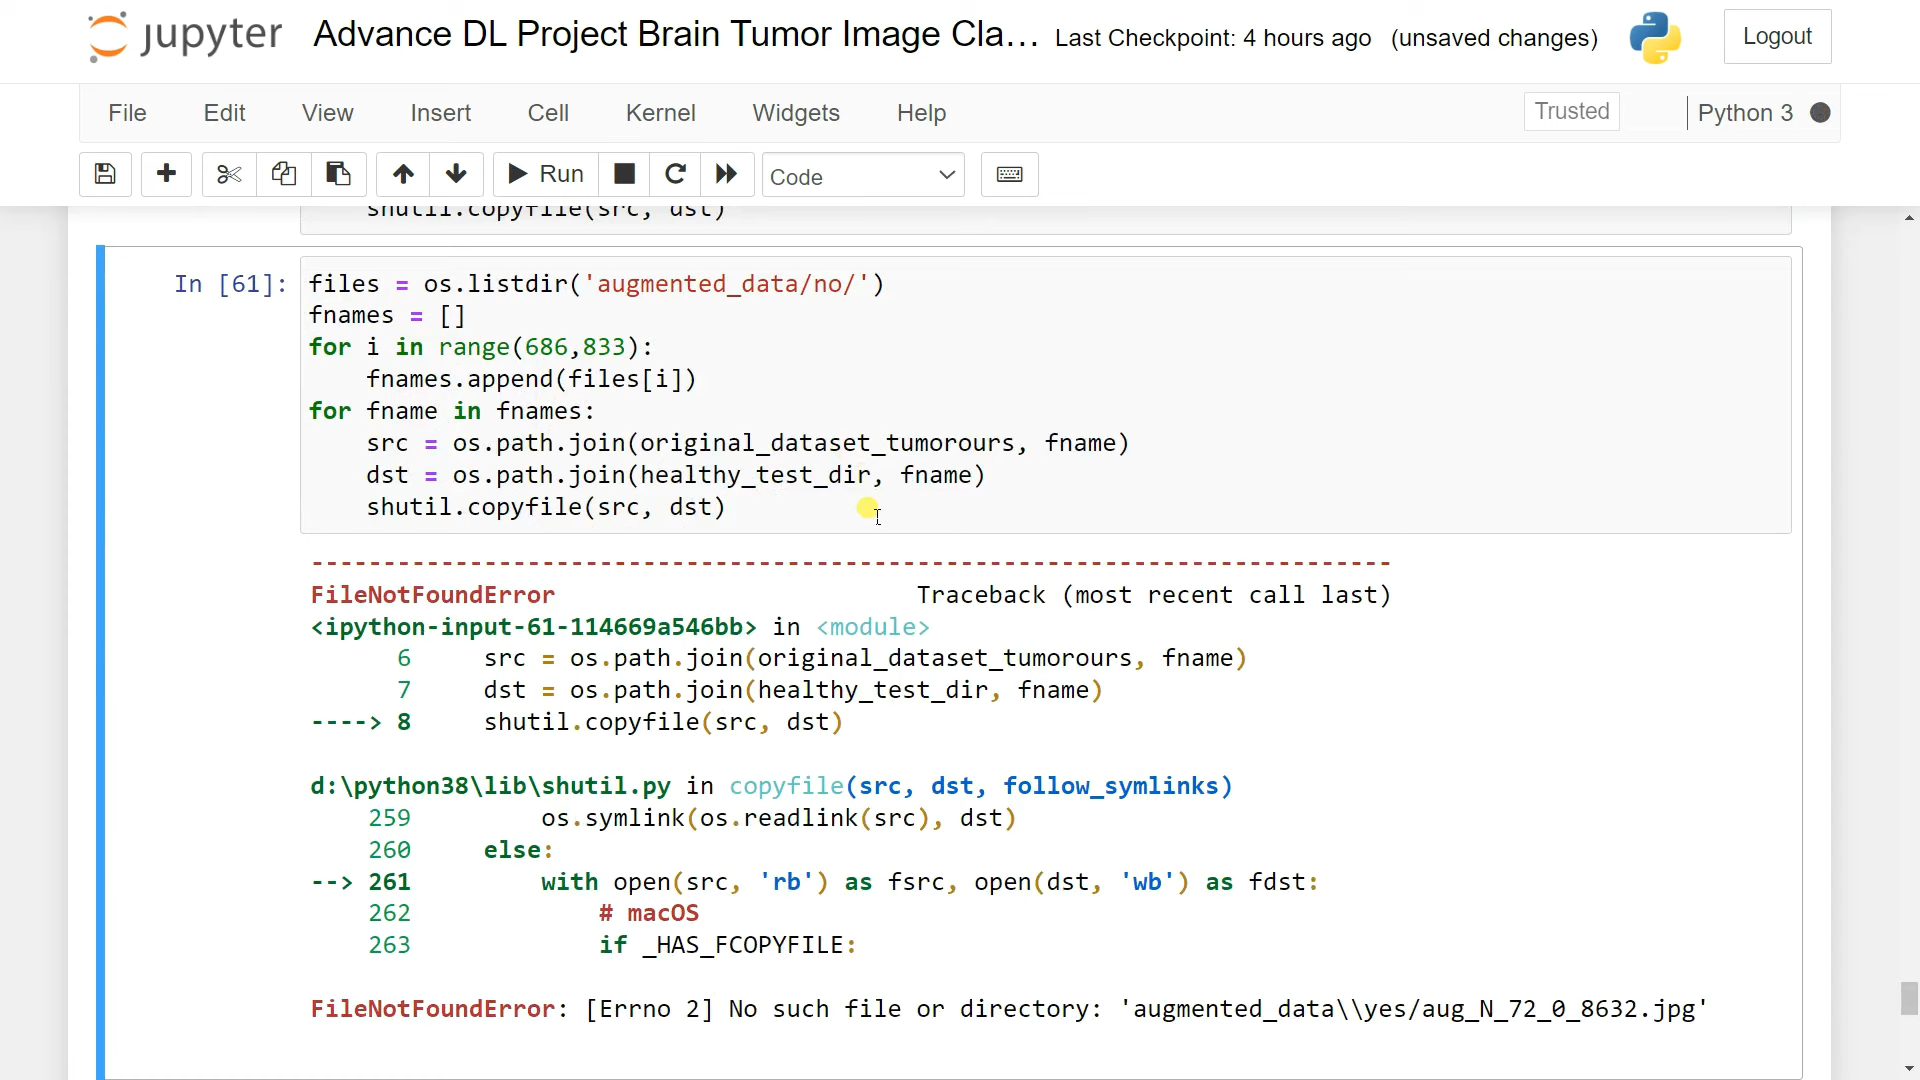 jupyter Advance DL Project Brain Tumor Image Cla... Last Checkpoint: 4 hours ago (unsaved changes) Logout
File Edit View Insert Cell Kernel Widgets Help Trusted Python 3
Run Code
shutil.copyfile(src, dst)
In [61]: files = os.listdir('augmented_data/no/')
fnames = []
for i in range(686,833):
    fnames.append(files[i])
for fname in fnames:
    src = os.path.join(original_dataset_tumorours, fname)
    dst = os.path.join(healthy_test_dir, fname)
    shutil.copyfile(src, dst)
---------------------------------------------------------------------------
FileNotFoundError                         Traceback (most recent call last)
<ipython-input-61-114669a546bb> in <module>
      6     src = os.path.join(original_dataset_tumorours, fname)
      7     dst = os.path.join(healthy_test_dir, fname)
----> 8     shutil.copyfile(src, dst)
d:\python38\lib\shutil.py in copyfile(src, dst, follow_symlinks)
    259         os.symlink(os.readlink(src), dst)
    260     else:
--> 261         with open(src, 'rb') as fsrc, open(dst, 'wb') as fdst:
    262             # macOS
    263             if _HAS_FCOPYFILE:
FileNotFoundError: [Errno 2] No such file or directory: 'augmented_data\\yes/aug_N_72_0_8632.jpg'